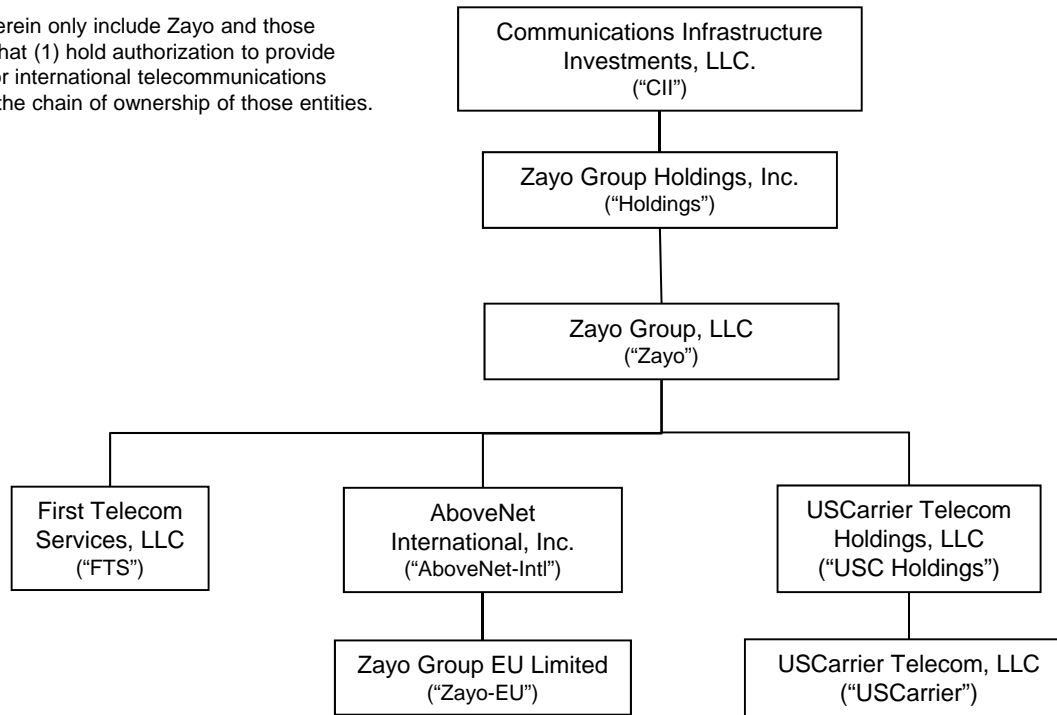 erein only include Zayo and those
hat (1) hold authorization to provide
or international telecommunications
the chain of ownership of those entities.
Communications Infrastructure
Investments, LLC.
(“CII”)
Zayo Group Holdings, Inc.
(“Holdings”)
Zayo Group, LLC
(“Zayo”)
First Telecom
Services, LLC
(“FTS”)
AboveNet
International, Inc.
(“AboveNet-Intl”)
USCarrier Telecom
Holdings, LLC
(“USC Holdings”)
Zayo Group EU Limited
(“Zayo-EU”)
USCarrier Telecom, LLC
(“USCarrier”)